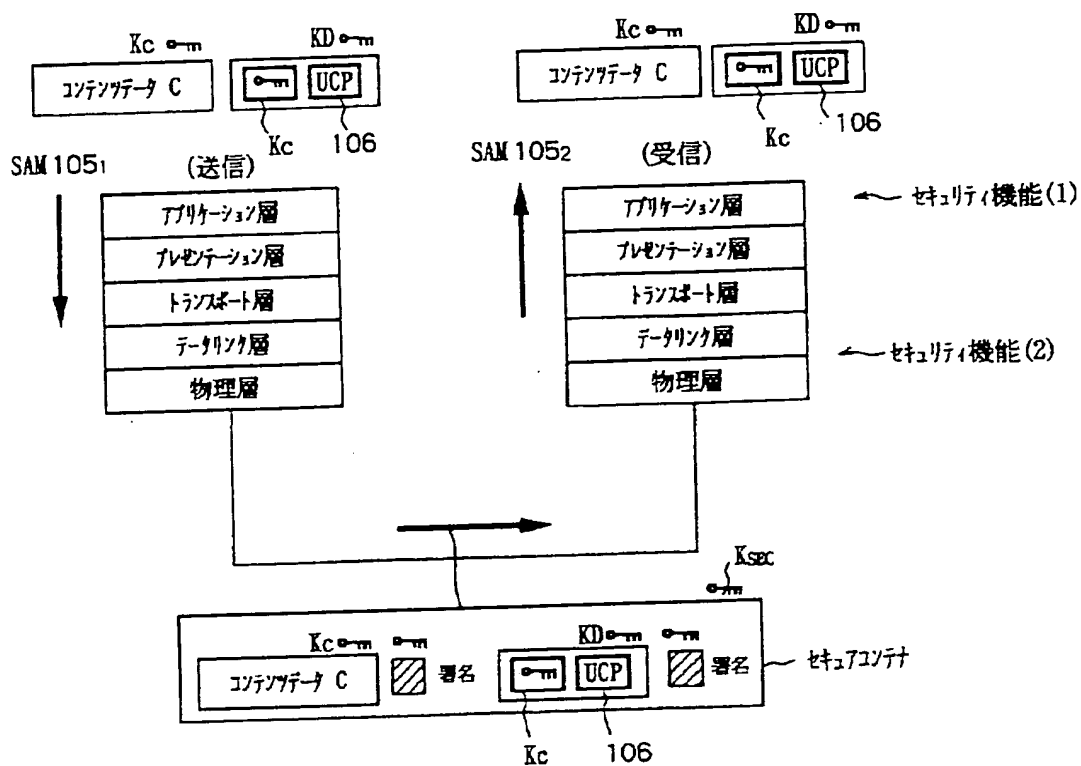 Kc
KD
コンテンツデータ C
UCP
Kc
106
Kc
KD
コンテンツデータ C
UCP
Kc
106
SAM 105₁
(送信)
アプリケーション層
プレゼンテーション層
トランスポート層
データリンク層
物理層
SAM 105₂
(受信)
アプリケーション層
プレゼンテーション層
トランスポート層
データリンク層
物理層
セキュリティ機能(1)
セキュリティ機能(2)
KSEC
Kc
KD
コンテンツデータ C
署名
UCP
署名
セキュアコンテナ
Kc
106